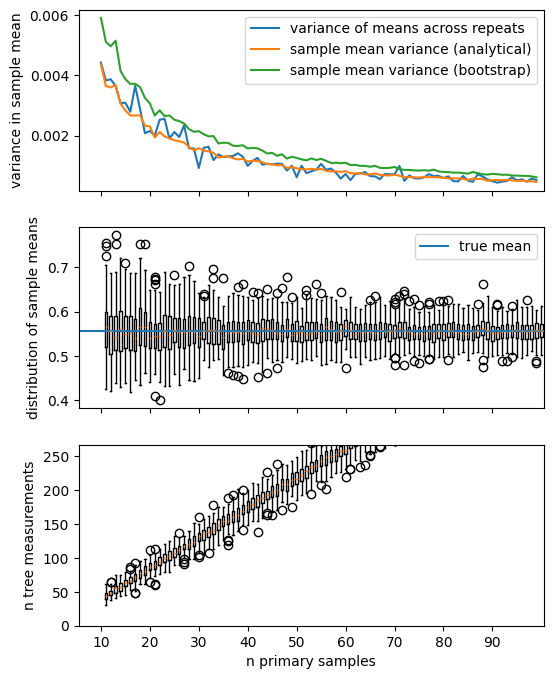 variance in sample mean
0.006
0.004
0.002
variance of means across repeats
sample mean variance (analytical)
sample mean variance (bootstrap)
distribution of sample means
0.7
0.6
0.5
0.4
true mean
n tree measurements
250
200
150
100
50
0
10 20 30 40 50 60 70 80 90
n primary samples